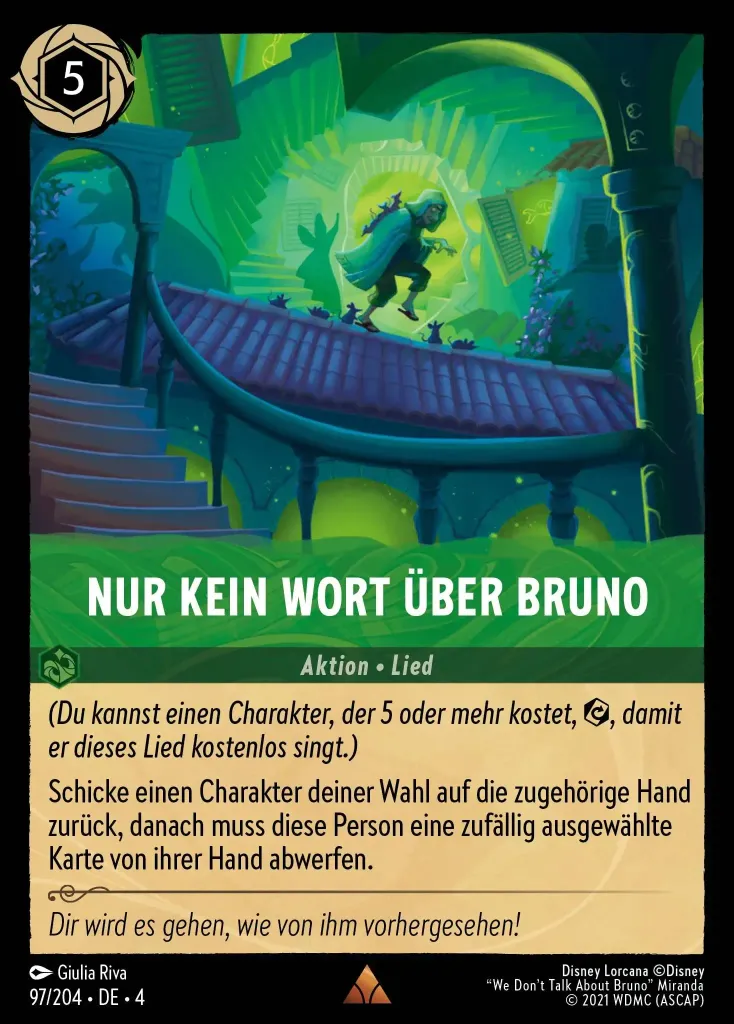 5
NUR KEIN WORT ÜBER BRUNO
Aktion • Lied
(Du kannst einen Charakter, der 5 oder mehr kostet, , damit
er dieses Lied kostenlos singt.)
Schicke einen Charakter deiner Wahl auf die zugehörige Hand
zurück, danach muss diese Person eine zufällig ausgewählte
Karte von ihrer Hand abwerfen.
Dir wird es gehen, wie von ihm vorhergesehen!
Giulia Riva
97/204 • DE • 4
Disney Lorcana ©Disney
“We Don’t Talk About Bruno” Miranda
© 2021 WDMC (ASCAP)